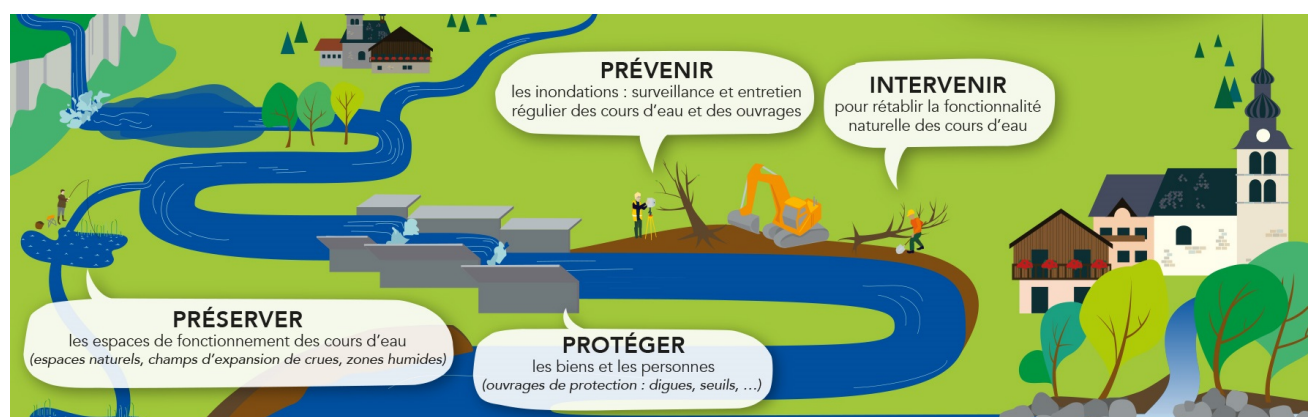 PRÉVENIR
les inondations : surveillance et entretien
régulier des cours d'eau et des ouvrages
INTERVENIR
pour rétablir la fonctionnalité
naturelle des cours d'eau
PRÉSERVER
les espaces de fonctionnement des cours d'eau
(espaces naturels, champs d'expansion de crues, zones humides)
PROTÉGER
les biens et les personnes
(ouvrages de protection : digues, seuils, ...)